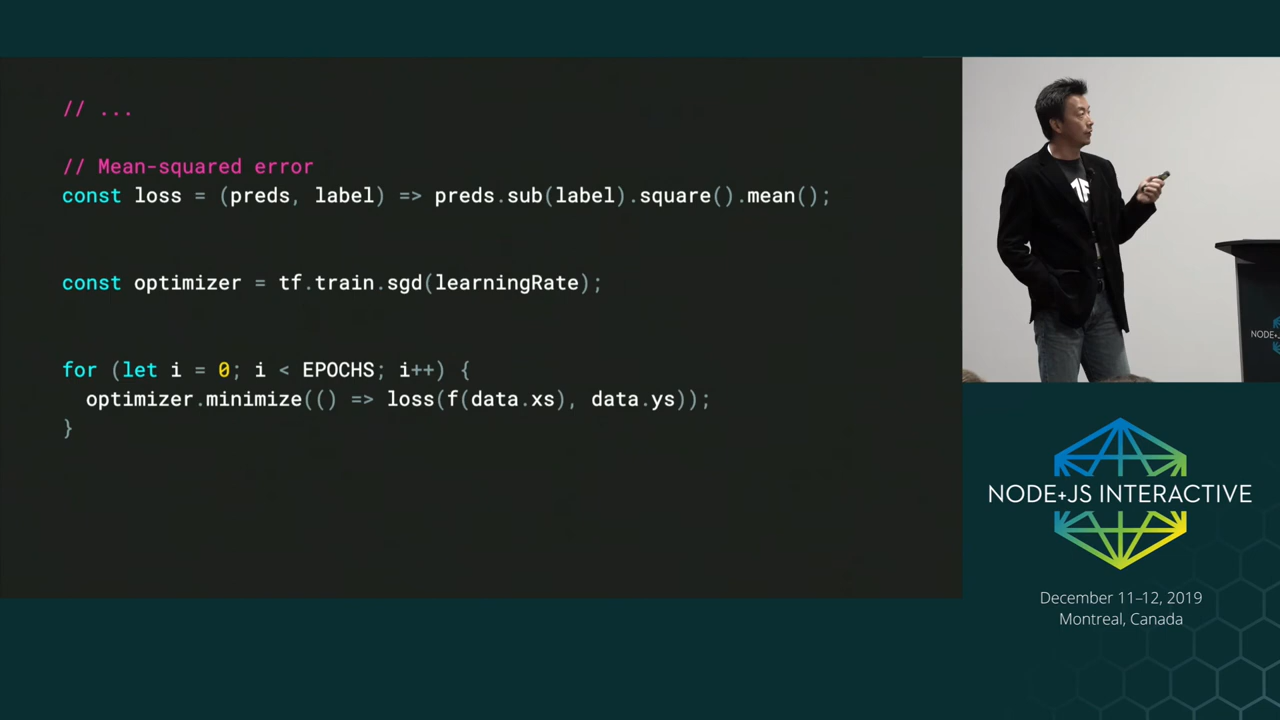 // ...
// Mean-squared error
const loss = (preds, label) => preds.sub(label).square().mean();
const optimizer = tf.train.sgd(learningRate);
for (let i = 0; i < EPOCHS; i++) {
  optimizer.minimize(() => loss(f(data.xs), data.ys));
}
NODE+JS INTERACTIVE
December 11–12, 2019
Montreal, Canada